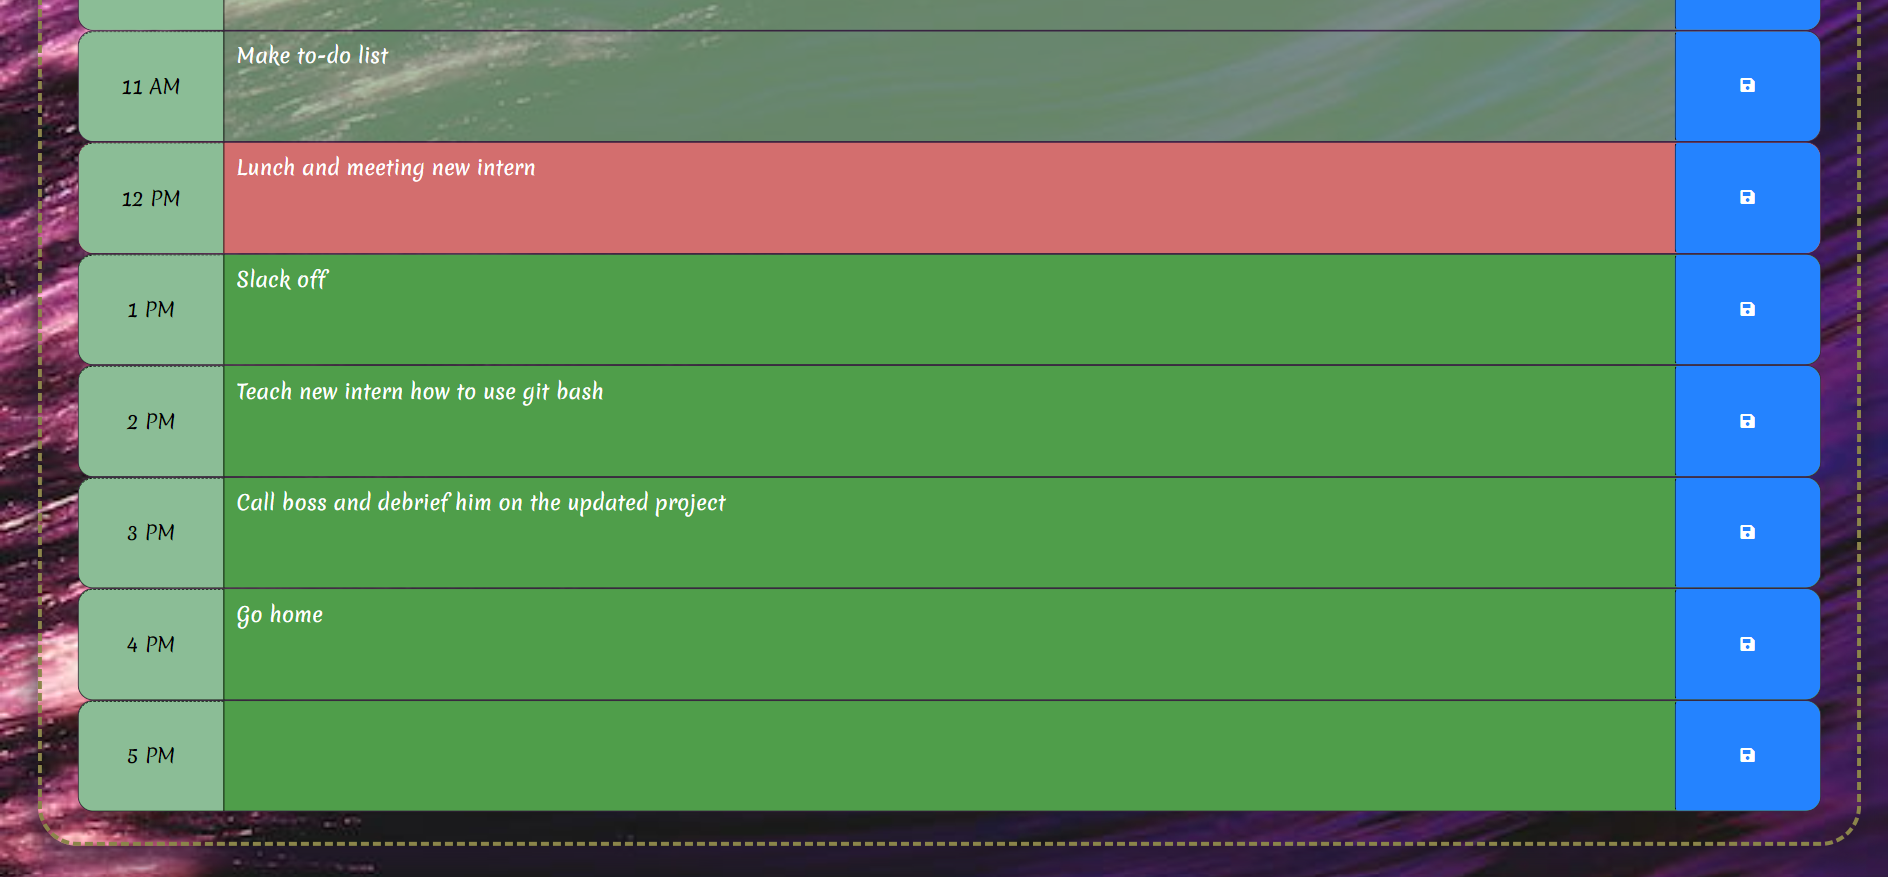 11 AM
Make to-do list
12 PM
Lunch and meeting new intern
1 PM
Slack off
2 PM
Teach new intern how to use git bash
3 PM
Call boss and debrief him on the updated project
4 PM
Go home
5 PM